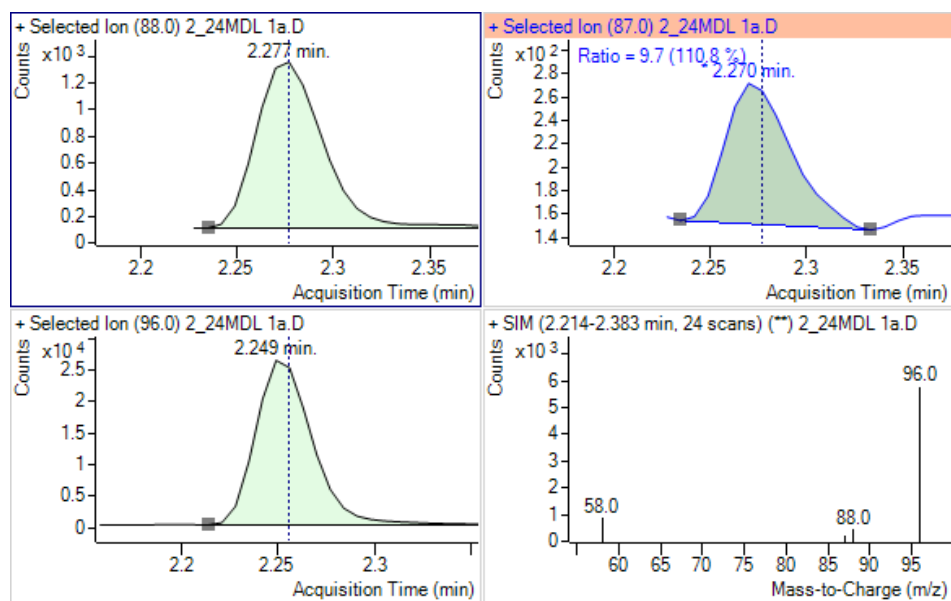 + Selected Ion (88.0) 2_24MDL 1a.D
Counts
x10 3
2.277 min.
1.2
1
0.8
0.6
0.4
0.2
0
2.2 2.25 2.3 2.35
Acquisition Time (min)
+ Selected Ion (87.0) 2_24MDL 1a.D
Counts
x10 2
Ratio = 9.7 (110.8 %)
* 2.270 min.
2.8
2.6
2.4
2.2
2
1.8
1.6
1.4
2.2 2.25 2.3 2.35
Acquisition Time (min)
+ Selected Ion (96.0) 2_24MDL 1a.D
Counts
x10 4
2.249 min.
2.5
2
1.5
1
0.5
0
2.2 2.25 2.3
Acquisition Time (min)
+ SIM (2.214-2.383 min, 24 scans) (**) 2_24MDL 1a.D
Counts
x10 3
96.0
6
5
4
3
2
1
0
58.0
88.0
60 65 70 75 80 85 90 95
Mass-to-Charge (m/z)